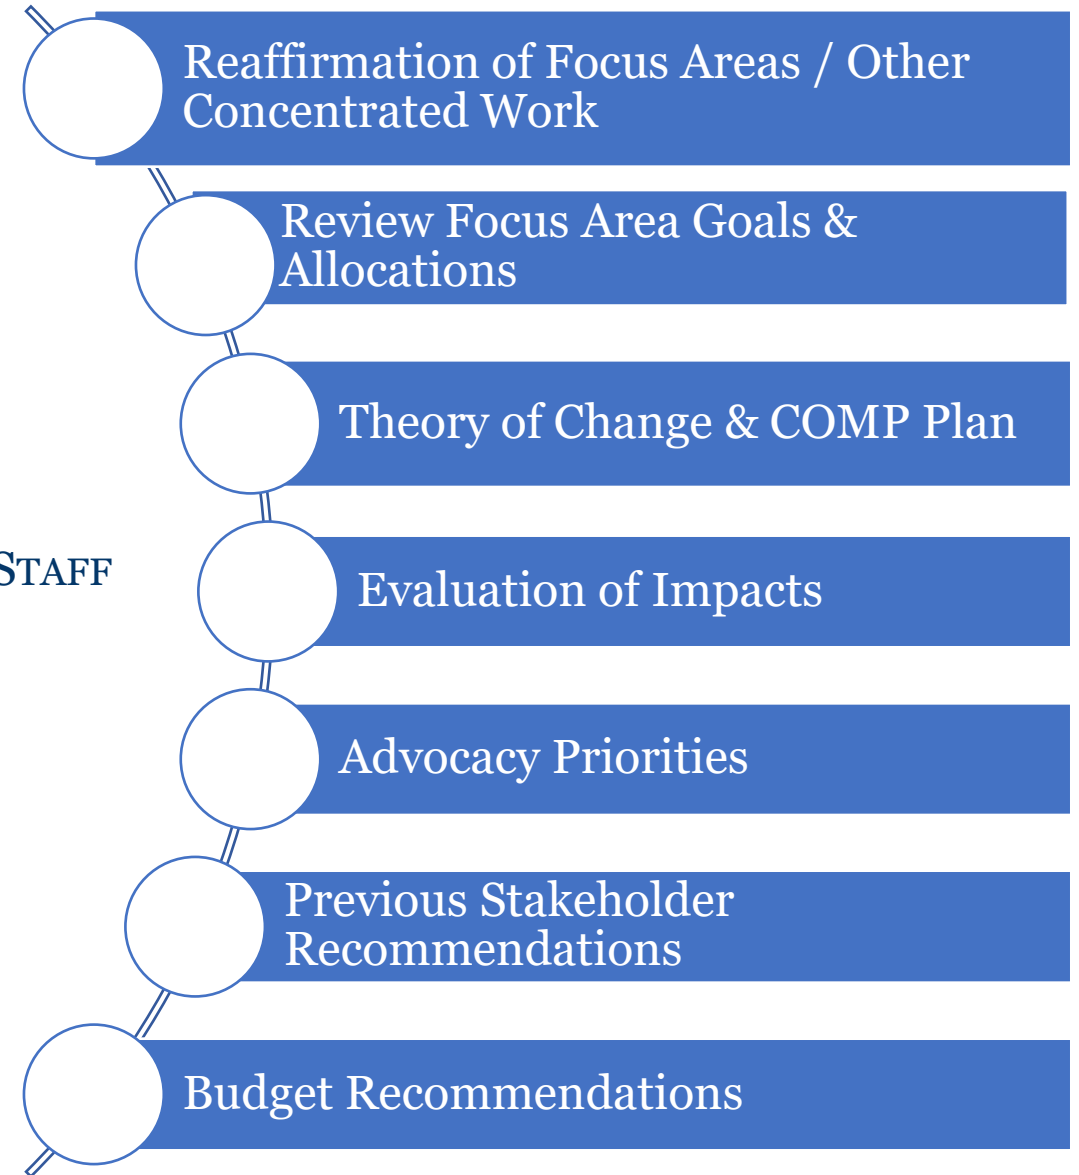 Reaffirmation of Focus Areas / Other
Concentrated Work
Review Focus Area Goals &
Allocations
Theory of Change & COMP Plan
STAFF
Evaluation of Impacts
Advocacy Priorities
Previous Stakeholder
Recommendations
Budget Recommendations